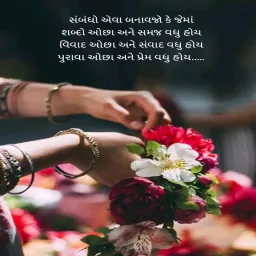 સંબંધો એવા બનાવજો કે જેમાં
શબ્દો ઓછા અને સમજ વધુ હોય
વિવાદ ઓછા અને સંવાદ વધુ હોય
પુરાવા ઓછા અને પ્રેમ વધુ હોય.....